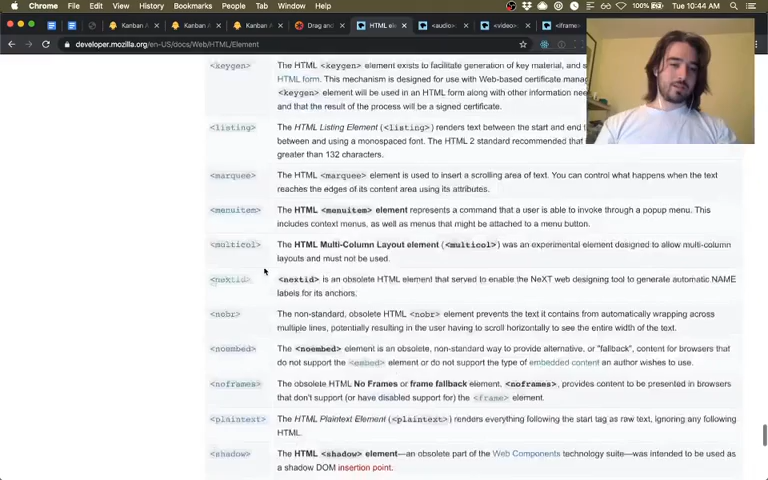 Chrome File Edit View History Bookmarks People Tab Window Help 100% Tue 10:44 AM
Kanban A Kanban A Kanban A Drag and HTML el <audio> <video> <iframe>
developer.mozilla.org/en-US/docs/Web/HTML/Element
<keygen> The HTML <keygen> element exists to facilitate generation of key material, and s
HTML form. This mechanism is designed for use with Web-based certificate manag
<keygen> element will be used in an HTML form along with other information nee
and that the result of the process will be a signed certificate.
<listing> The HTML Listing Element (<listing>) renders text between the start and end t
between and using a monospaced font. The HTML 2 standard recommended that
greater than 132 characters.
<marquee> The HTML <marquee> element is used to insert a scrolling area of text. You can control what happens when the text
reaches the edges of its content area using its attributes.
<menuitem> The HTML <menuitem> element represents a command that a user is able to invoke through a popup menu. This
includes context menus, as well as menus that might be attached to a menu button.
<multicol> The HTML Multi-Column Layout element (<multicol>) was an experimental element designed to allow multi-column
layouts and must not be used.
<nextid> <nextid> is an obsolete HTML element that served to enable the NeXT web designing tool to generate automatic NAME
labels for its anchors.
<nobr> The non-standard, obsolete HTML <nobr> element prevents the text it contains from automatically wrapping across
multiple lines, potentially resulting in the user having to scroll horizontally to see the entire width of the text.
<noembed> The <noembed> element is an obsolete, non-standard way to provide alternative, or "fallback", content for browsers that
do not support the <embed> element or do not support the type of embedded content an author wishes to use.
<noframes> The obsolete HTML No Frames or frame fallback element, <noframes>, provides content to be presented in browsers
that don't support (or have disabled support for) the <frame> element.
<plaintext> The HTML Plaintext Element (<plaintext>) renders everything following the start tag as raw text, ignoring any following
HTML.
<shadow> The HTML <shadow> element—an obsolete part of the Web Components technology suite—was intended to be used as
a shadow DOM insertion point.